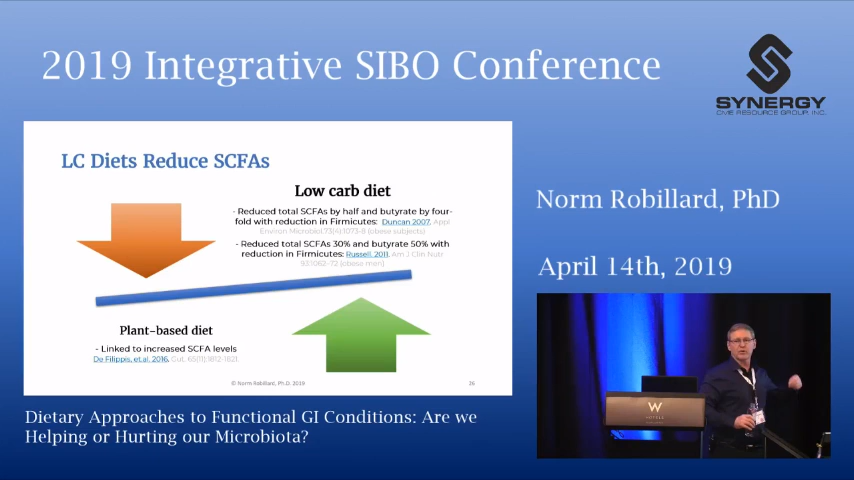 2019 Integrative SIBO Conference
SYNERGY
CME RESOURCE GROUP, INC.
LC Diets Reduce SCFAs
Low carb diet
- Reduced total SCFAs by half and butyrate by four-
fold with reduction in Firmicutes: Duncan 2007, Appl
Environ Microbiol.73(4):1073-8 (obese subjects)
- Reduced total SCFAs 30% and butyrate 50% with
reduction in Firmicutes: Russell, 2011, Am J Clin Nutr
93:1062-72 (obese men)
Plant-based diet
- Linked to increased SCFA levels
De Filippis, et.al, 2016, Gut. 65(11):1812-1821.
© Norm Robillard, Ph.D. 2019
26
Norm Robillard, PhD
April 14th, 2019
W
HOTELS
Dietary Approaches to Functional GI Conditions: Are we
Helping or Hurting our Microbiota?